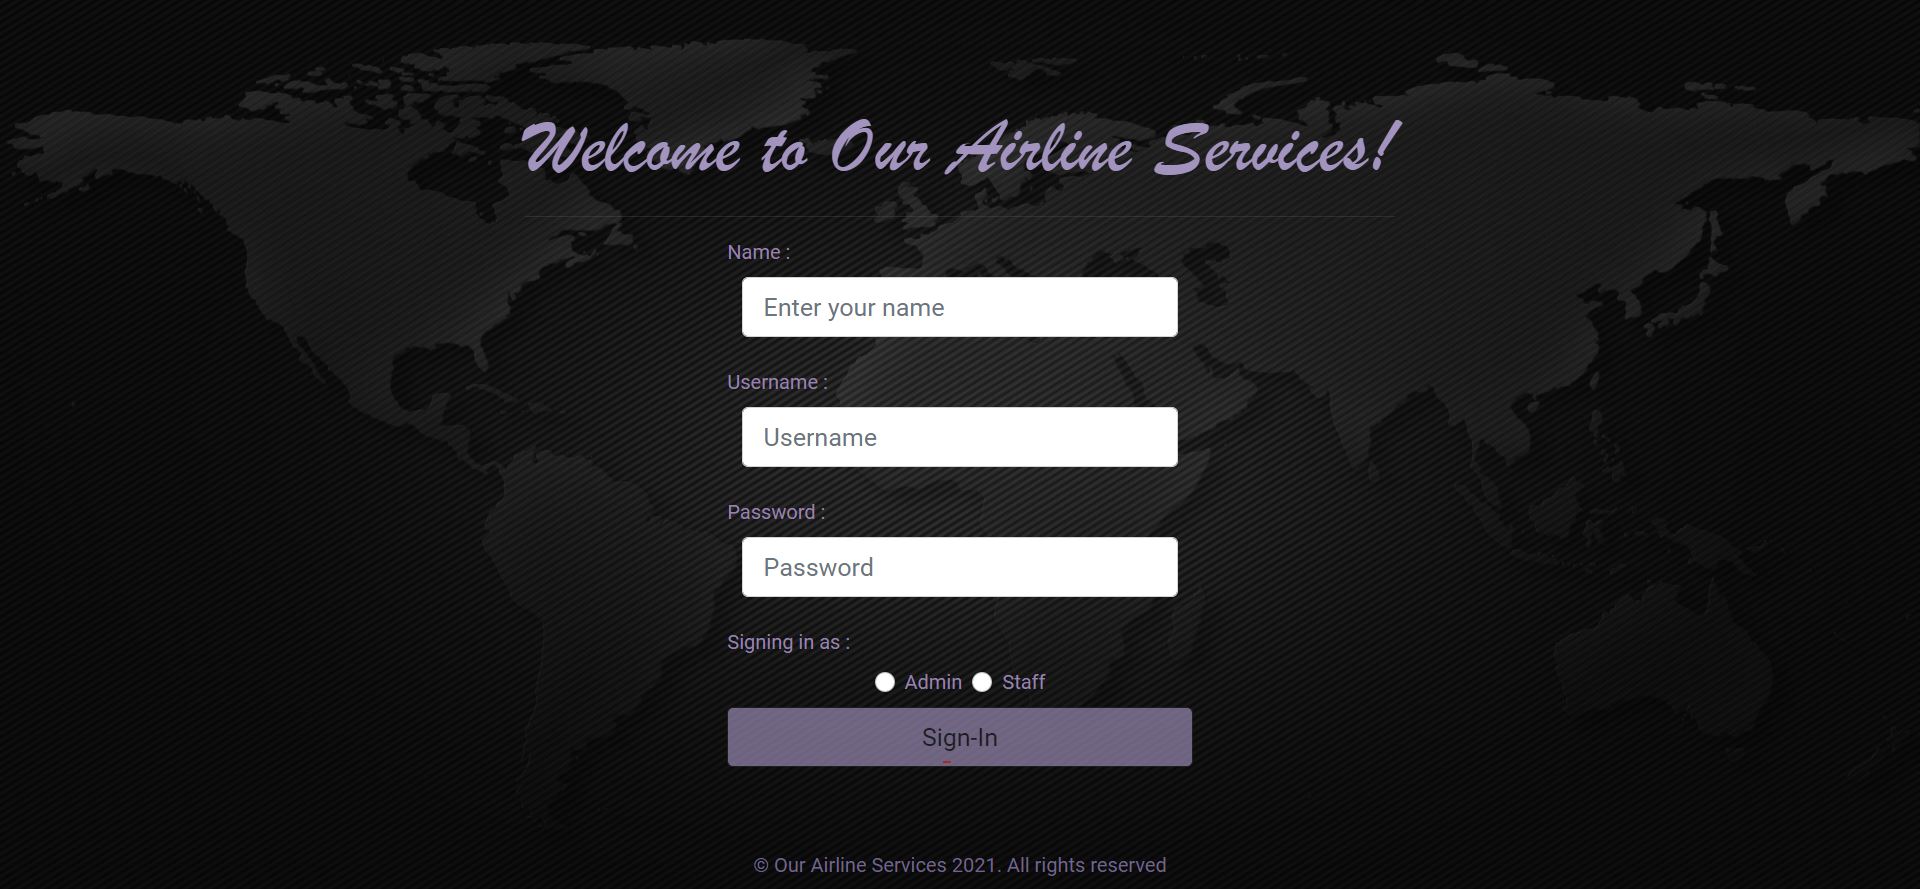 Welcome to Our Airline Services!
Name :
Enter your name
Username :
Username
Password :
Password
Signing in as :
Admin Staff
Sign-In
© Our Airline Services 2021. All rights reserved